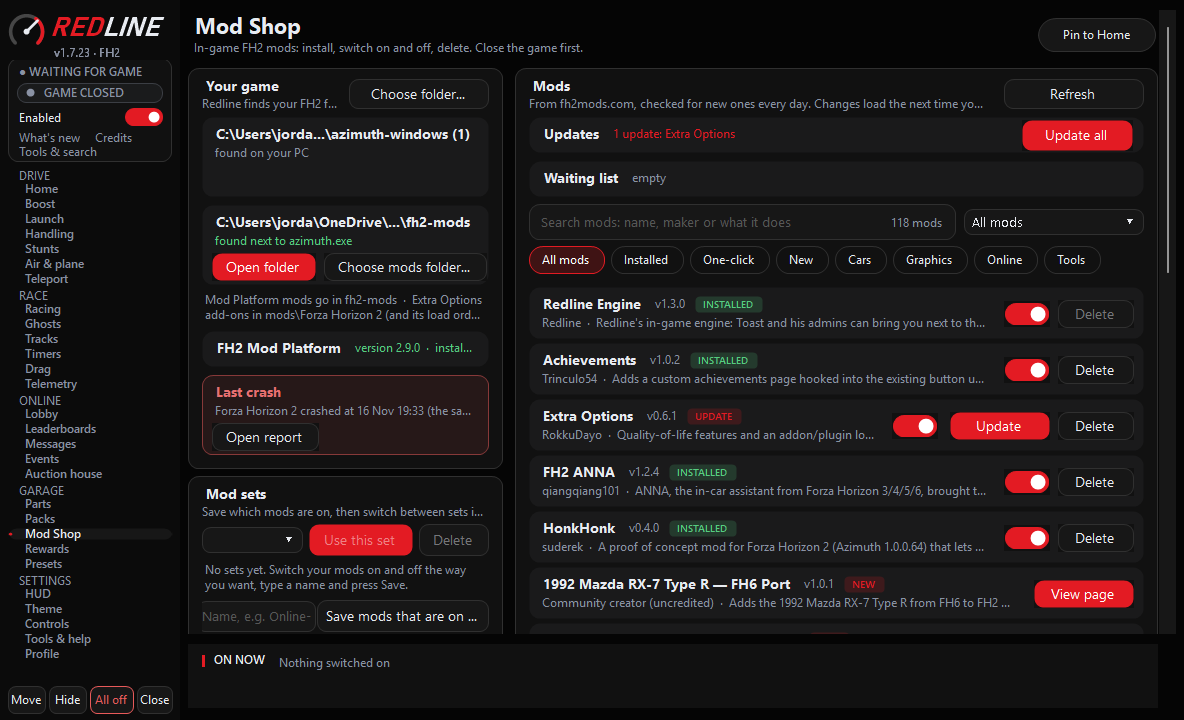 REDLINE
v1.7.23 · FH2
WAITING FOR GAME
GAME CLOSED
Enabled
What's new Credits
Tools & search
DRIVE
Home
Boost
Launch
Handling
Stunts
Air & plane
Teleport
RACE
Racing
Ghosts
Tracks
Timers
Drag
Telemetry
ONLINE
Lobby
Leaderboards
Messages
Events
Auction house
GARAGE
Parts
Packs
Mod Shop
Rewards
Presets
SETTINGS
HUD
Theme
Controls
Tools & help
Profile
Move Hide All off Close
Mod Shop
In-game FH2 mods: install, switch on and off, delete. Close the game first.
Pin to Home
Your game
Redline finds your FH2 f...
Choose folder...
C:\Users\jorda...\azimuth-windows (1)
found on your PC
C:\Users\jorda\OneDrive\...\fh2-mods
found next to azimuth.exe
Open folder Choose mods folder...
Mod Platform mods go in fh2-mods · Extra Options
add-ons in mods\Forza Horizon 2 (and its load ord...
FH2 Mod Platform version 2.9.0 · instal...
Last crash
Forza Horizon 2 crashed at 16 Nov 19:33 (the sa...
Open report
Mod sets
Save which mods are on, then switch between sets i...
Use this set Delete
No sets yet. Switch your mods on and off the way
you want, type a name and press Save.
Name, e.g. Online- Save mods that are on ...
Mods
From fh2mods.com, checked for new ones every day. Changes load the next time yo...
Refresh
Updates 1 update: Extra Options Update all
Waiting list empty
Search mods: name, maker or what it does 118 mods All mods
All mods Installed One-click New Cars Graphics Online Tools
Redline Engine v1.3.0 INSTALLED
Redline · Redline's in-game engine: Toast and his admins can bring you next to th...
Delete
Achievements v1.0.2 INSTALLED
Trinculo54 · Adds a custom achievements page hooked into the existing button u...
Delete
Extra Options v0.6.1 UPDATE
RokkuDayo · Quality-of-life features and an addon/plugin lo...
Update Delete
FH2 ANNA v1.2.4 INSTALLED
qiangqiang101 · ANNA, the in-car assistant from Forza Horizon 3/4/5/6, brought t...
Delete
HonkHonk v0.4.0 INSTALLED
suderek · A proof of concept mod for Forza Horizon 2 (Azimuth 1.0.0.64) that lets ...
Delete
1992 Mazda RX-7 Type R — FH6 Port v1.0.1 NEW
Community creator (uncredited) · Adds the 1992 Mazda RX-7 Type R from FH6 to FH2 ...
View page
ON NOW Nothing switched on